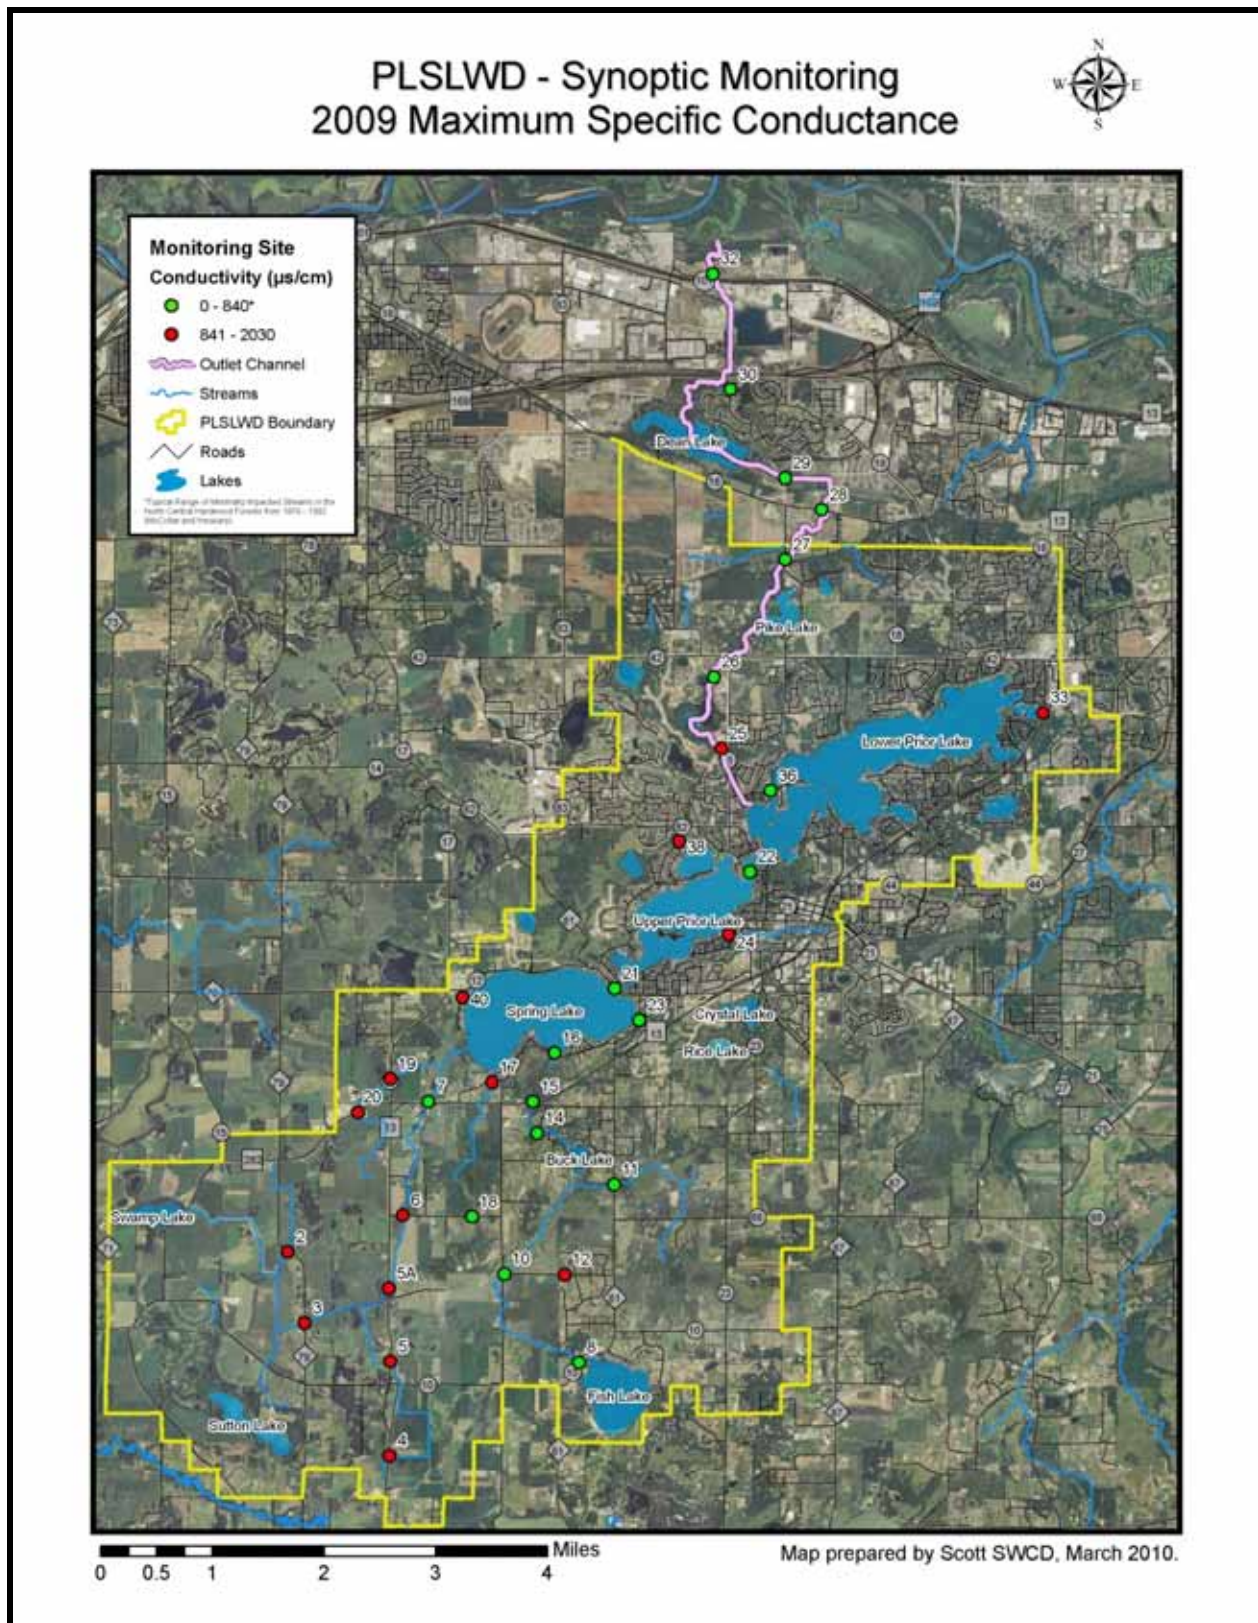 PLSLWD - Synoptic Monitoring
2009 Maximum Specific Conductance
N
W E
S
Monitoring Site
Conductivity (µs/cm)
0 - 840*
841 - 2030
Outlet Channel
Streams
PLSLWD Boundary
Roads
Lakes
32
30
169
13
Dean Lake
29
28
27
Pike Lake
26
33
25
Lower Prior Lake
36
38
22
44
44
Upper Prior Lake
24
21
40
Spring Lake
23
Crystal Lake
16
Rice Lake
19
17
7
15
20
14
Buck Lake
11
6
18
Swamp Lake
2
10
12
5A
3
5
8
Fish Lake
Sutton Lake
4
Miles
0 0.5 1 2 3 4
Map prepared by Scott SWCD, March 2010.